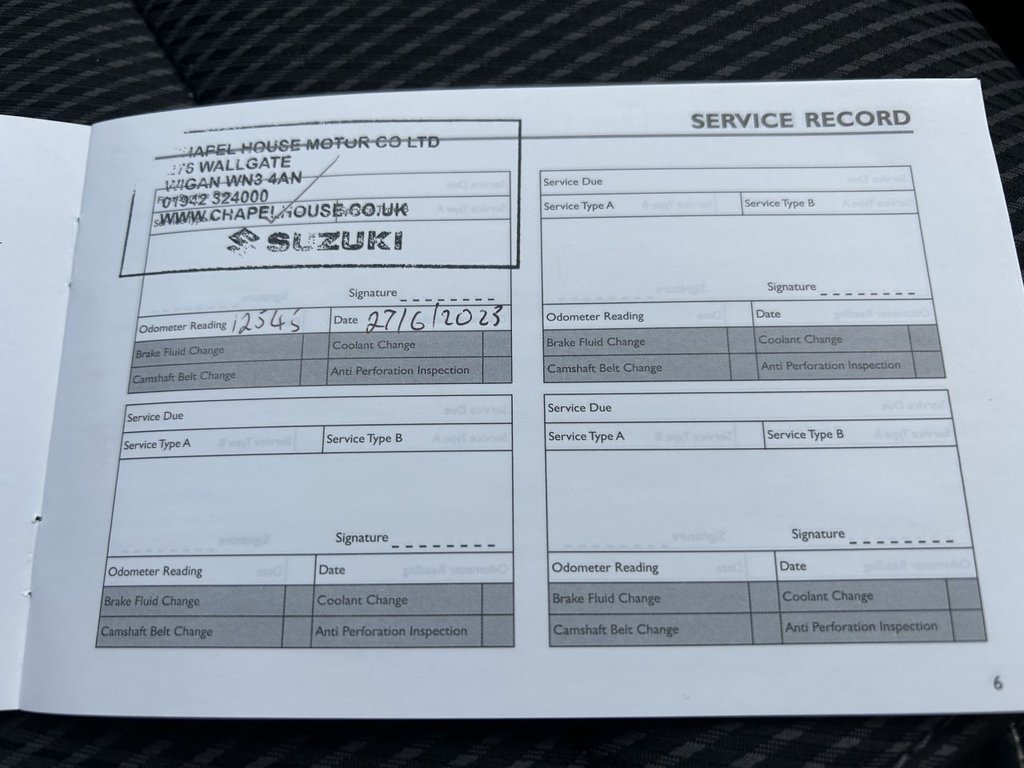 SERVICE RECORD
HOUSE MOTOR CO LTD
WALLGATE
WIGAN WN3 4AN
01942 324000
WWW.CHAPELHOUSE.CO.UK
SUZUKI
Signature
Odometer Reading 12545 Date 27/6/2023
Brake Fluid Change Coolant Change
Camshaft Belt Change Anti Perforation Inspection
Service Due
Service Type A Service Type B
Signature
Odometer Reading Date
Brake Fluid Change Coolant Change
Camshaft Belt Change Anti Perforation Inspection
Service Due
Service Type A Service Type B
Signature
Odometer Reading Date
Brake Fluid Change Coolant Change
Camshaft Belt Change Anti Perforation Inspection
Service Due
Service Type A Service Type B
Signature
Odometer Reading Date
Brake Fluid Change Coolant Change
Camshaft Belt Change Anti Perforation Inspection
6